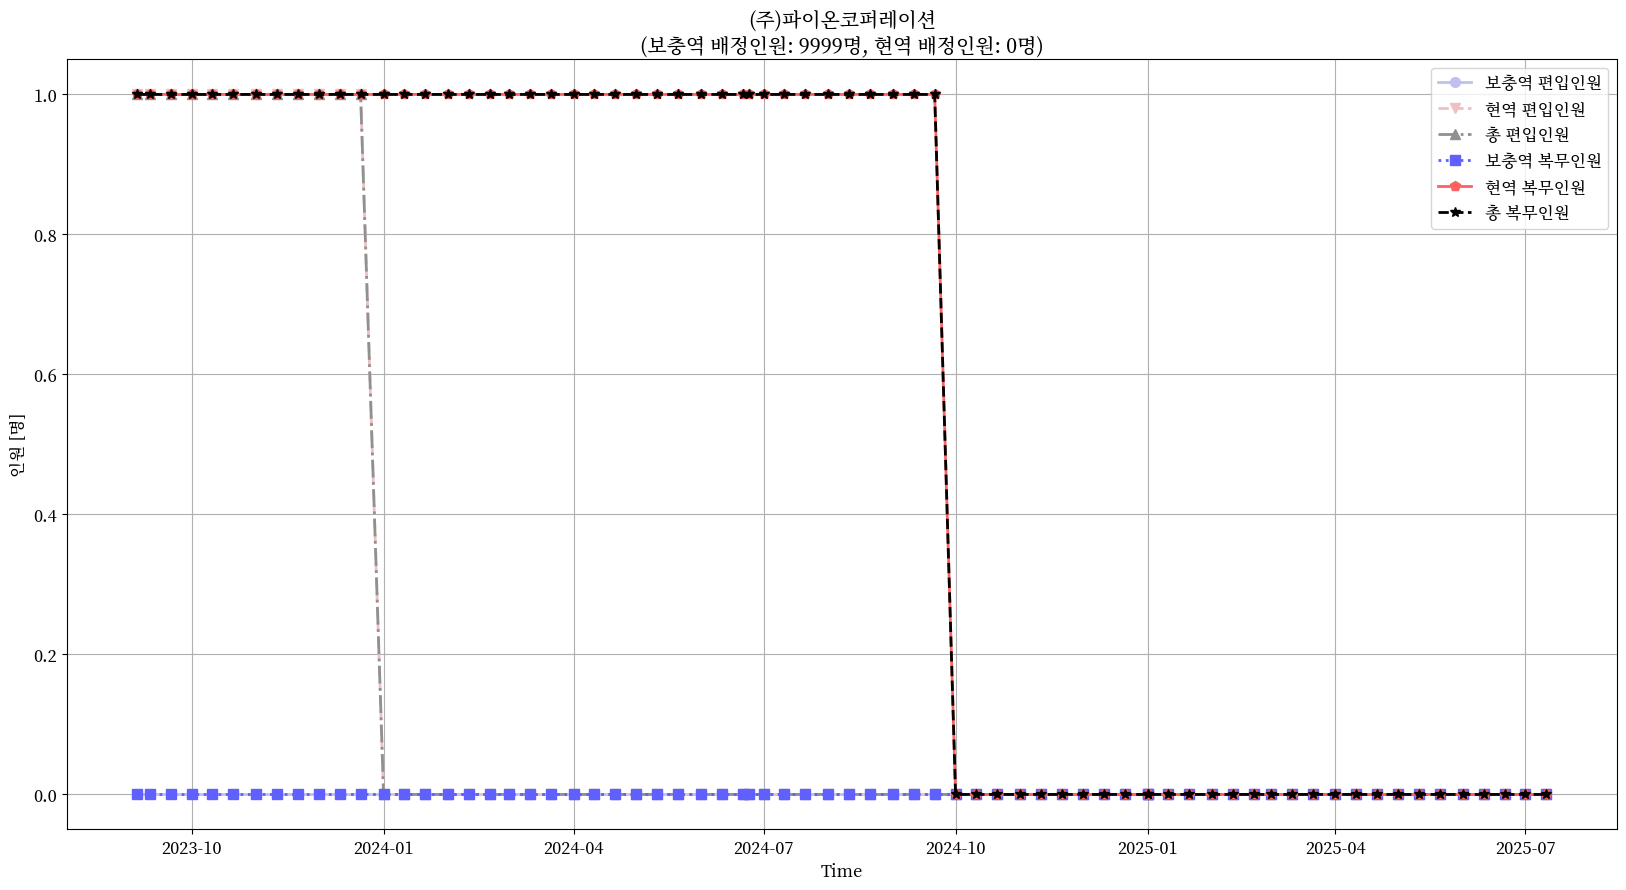 (주)파이온코퍼레이션
(보충역 배정인원: 9999명, 현역 배정인원: 0명)
보충역 편입인원
현역 편입인원
총 편입인원
보충역 복무인원
현역 복무인원
총 복무인원
1.0
0.8
0.6
0.4
0.2
0.0
인원 [명]
2023-10
2024-01
2024-04
2024-07
2024-10
2025-01
2025-04
2025-07
Time